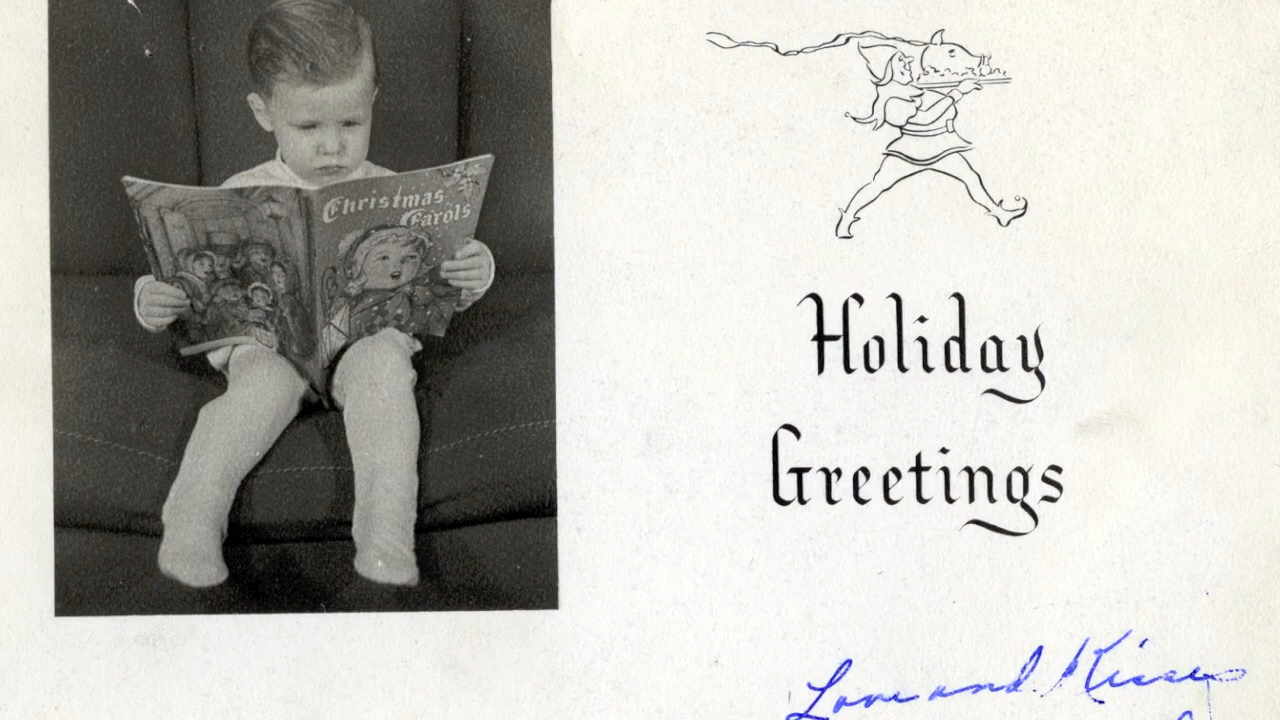 Christmas
Carols
Holiday
Greetings
Love and Kisses